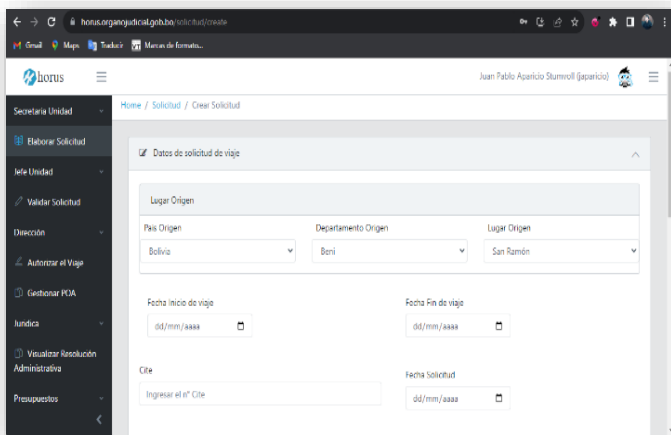 horus.organojudicial.gob.bo/solicitud/create
Gmail Maps Traducir Marcas de formato...
horus
Juan Pablo Aparicio Stumvroll (japaricio)
Secretaria Unidad
Home / Solicitud / Crear Solicitud
Elaborar Solicitud
Datos de solicitud de viaje
Jefe Unidad
Validar Solicitud
Lugar Origen
Dirección
Pais Origen Departamento Origen Lugar Origen
Bolivia Beni San Ramón
Autorizar el Viaje
Gestionar POA
Fecha Inicio de viaje Fecha Fin de viaje
Juridica
dd/mm/aaaa dd/mm/aaaa
Visualizar Resolución
Administrativa
Cite Fecha Solicitud
Presupuestos
Ingresar el n° Cite dd/mm/aaaa